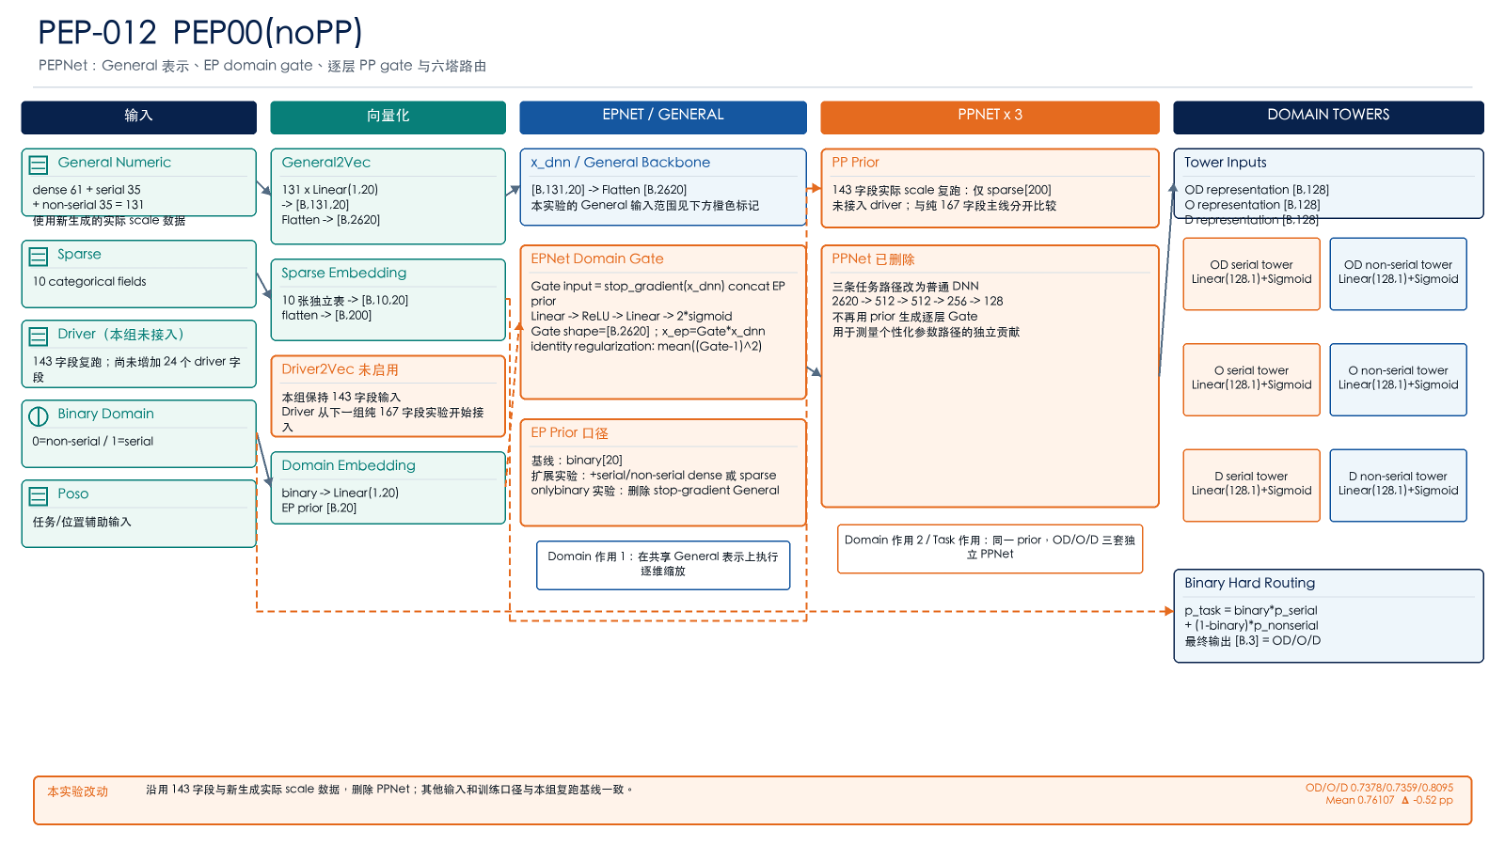 PEP-012 PEP00(noPP)
PEPNet：General 表示、EP domain gate、逐层 PP gate 与六塔路由
输入
General Numeric
dense 61 + serial 35
+ non-serial 35 = 131
使用新生成的实际 scale 数据
Sparse
10 categorical fields
Driver（本组未接入）
143 字段复跑；尚未增加 24 个 driver 字
段
Binary Domain
0=non-serial / 1=serial
Poso
任务/位置辅助输入
向量化
General2Vec
131 x Linear(1,20)
-> [B,131,20]
Flatten -> [B,2620]
Sparse Embedding
10 张独立表 -> [B,10,20]
flatten -> [B,200]
Driver2Vec 未启用
本组保持 143 字段输入
Driver 从下一组纯 167 字段实验开始接
入
Domain Embedding
binary -> Linear(1,20)
EP prior [B,20]
EPNET / GENERAL
x_dnn / General Backbone
[B,131,20] -> Flatten [B,2620]
本实验的 General 输入范围见下方橙色标记
EPNet Domain Gate
Gate input = stop_gradient(x_dnn) concat EP
prior
Linear -> ReLU -> Linear -> 2*sigmoid
Gate shape=[B,2620]；x_ep=Gate*x_dnn
identity regularization: mean((Gate-1)^2)
EP Prior 口径
基线：binary[20]
扩展实验：+serial/non-serial dense 或 sparse
onlybinary 实验：删除 stop-gradient General
Domain 作用 1：在共享 General 表示上执行
逐维缩放
PPNET x 3
PP Prior
143 字段实际 scale 复跑：仅 sparse[200]
未接入 driver；与纯 167 字段主线分开比较
PPNet 已删除
三条任务路径改为普通 DNN
2620 -> 512 -> 512 -> 256 -> 128
不再用 prior 生成逐层 Gate
用于测量个性化参数路径的独立贡献
Domain 作用 2 / Task 作用：同一 prior，OD/O/D 三套独
立 PPNet
DOMAIN TOWERS
Tower Inputs
OD representation [B,128]
O representation [B,128]
D representation [B,128]
OD serial tower
Linear(128,1)+Sigmoid
OD non-serial tower
Linear(128,1)+Sigmoid
O serial tower
Linear(128,1)+Sigmoid
O non-serial tower
Linear(128,1)+Sigmoid
D serial tower
Linear(128,1)+Sigmoid
D non-serial tower
Linear(128,1)+Sigmoid
Binary Hard Routing
p_task = binary*p_serial
+ (1-binary)*p_nonserial
最终输出 [B,3] = OD/O/D
本实验改动
沿用 143 字段与新生成实际 scale 数据，删除 PPNet；其他输入和训练口径与本组复跑基线一致。
OD/O/D 0.7378/0.7359/0.8095
Mean 0.76107 Δ -0.52 pp